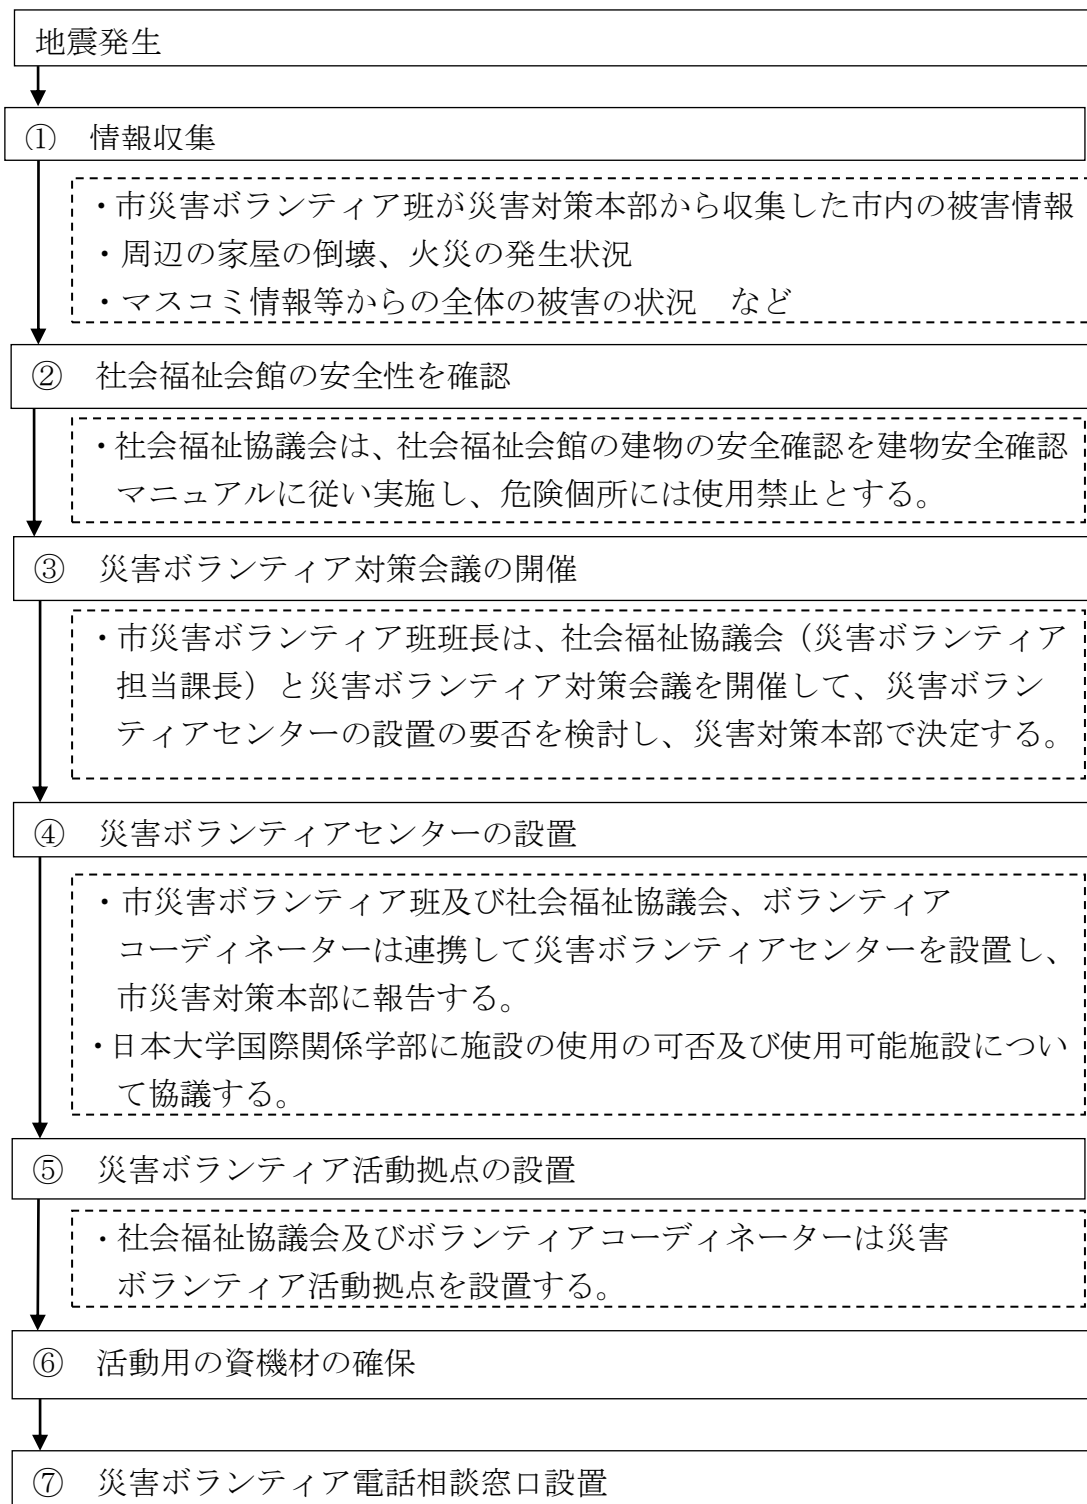 地震発生
①　情報収集
・市災害ボランティア班が災害対策本部から収集した市内の被害情報
・周辺の家屋の倒壊、火災の発生状況
・マスコミ情報等からの全体の被害の状況　など
②　社会福祉会館の安全性を確認
・社会福祉協議会は、社会福祉会館の建物の安全確認を建物安全確認
マニュアルに従い実施し、危険個所には使用禁止とする。
③　災害ボランティア対策会議の開催
・市災害ボランティア班班長は、社会福祉協議会（災害ボランティア
担当課長）と災害ボランティア対策会議を開催して、災害ボラン
ティアセンターの設置の要否を検討し、災害対策本部で決定する。
④　災害ボランティアセンターの設置
・市災害ボランティア班及び社会福祉協議会、ボランティア
コーディネーターは連携して災害ボランティアセンターを設置し、
市災害対策本部に報告する。
・日本大学国際関係学部に施設の使用の可否及び使用可能施設につい
て協議する。
⑤　災害ボランティア活動拠点の設置
・社会福祉協議会及びボランティアコーディネーターは災害
ボランティア活動拠点を設置する。
⑥　活動用の資機材の確保
⑦　災害ボランティア電話相談窓口設置